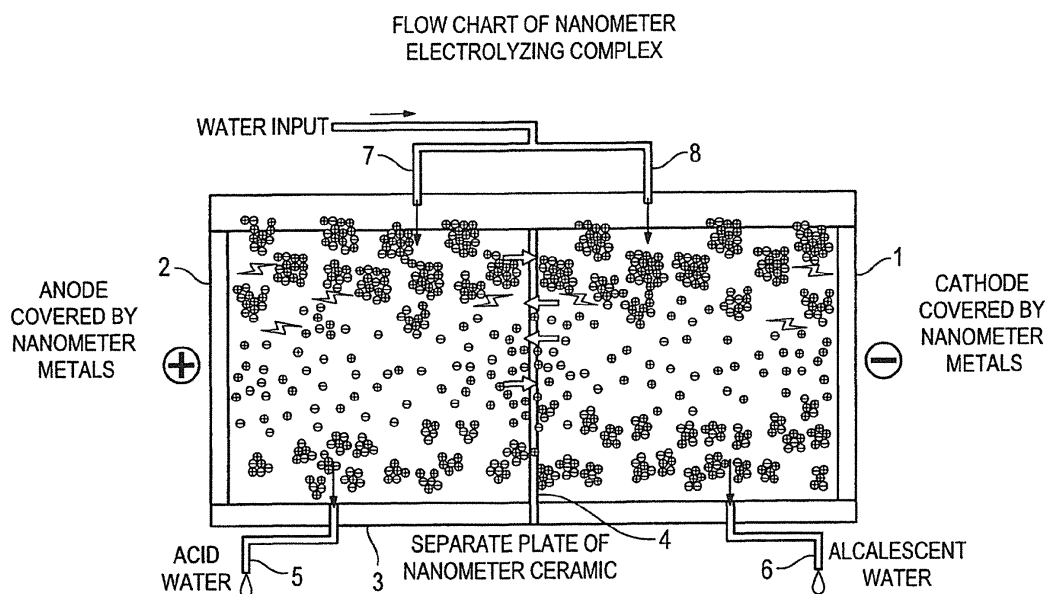 FLOW CHART OF NANOMETER
ELECTROLYZING COMPLEX
WATER INPUT
7
8
2
1
ANODE
COVERED BY
NANOMETER
METALS
CATHODE
COVERED BY
NANOMETER
METALS
ACID
WATER
5
3
SEPARATE PLATE OF
NANOMETER CERAMIC
4
6
ALCALESCENT
WATER